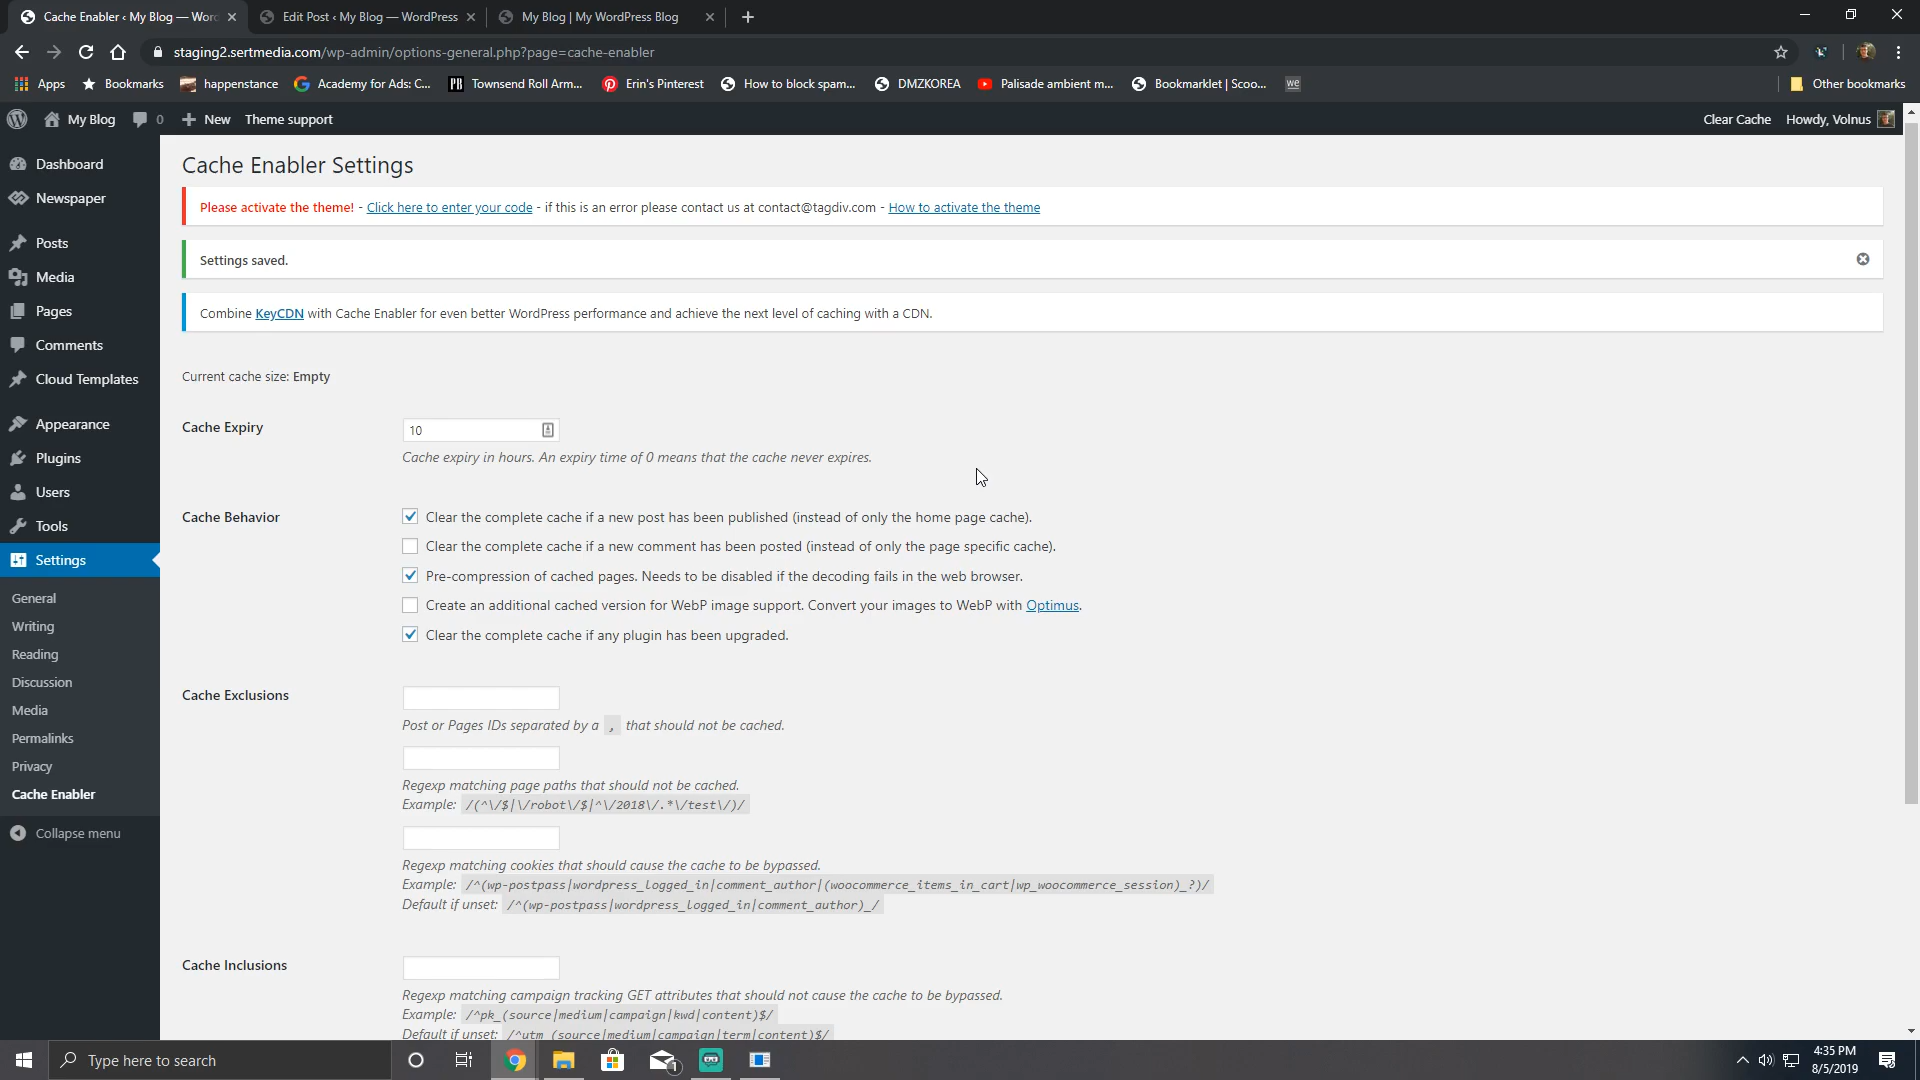 Cache Enabler ‹ My Blog — Wor
Edit Post ‹ My Blog — WordPress
My Blog | My WordPress Blog
staging2.sertmedia.com/wp-admin/options-general.php?page=cache-enabler
Apps
Bookmarks
happenstance
Academy for Ads: C...
Townsend Roll Arm...
Erin's Pinterest
How to block spam...
DMZKOREA
Palisade ambient m...
Bookmarklet | Scoo...
we
Other bookmarks
My Blog
0
New
Theme support
Clear Cache
Howdy, Volnus
Dashboard
Newspaper
Posts
Media
Pages
Comments
Cloud Templates
Appearance
Plugins
Users
Tools
Settings
General
Writing
Reading
Discussion
Media
Permalinks
Privacy
Cache Enabler
Collapse menu
Cache Enabler Settings
Please activate the theme! - Click here to enter your code - if this is an error please contact us at contact@tagdiv.com - How to activate the theme
Settings saved.
Combine KeyCDN with Cache Enabler for even better WordPress performance and achieve the next level of caching with a CDN.
Current cache size: Empty
Cache Expiry
10
Cache expiry in hours. An expiry time of 0 means that the cache never expires.
Cache Behavior
Clear the complete cache if a new post has been published (instead of only the home page cache).
Clear the complete cache if a new comment has been posted (instead of only the page specific cache).
Pre-compression of cached pages. Needs to be disabled if the decoding fails in the web browser.
Create an additional cached version for WebP image support. Convert your images to WebP with Optimus.
Clear the complete cache if any plugin has been upgraded.
Cache Exclusions
Post or Pages IDs separated by a , that should not be cached.
Regexp matching page paths that should not be cached.
Example: /(^\/$|\/robot\/$|^\/2018\/.*\/test\/)/
Regexp matching cookies that should cause the cache to be bypassed.
Example: /^(wp-postpass|wordpress_logged_in|comment_author|(woocommerce_items_in_cart|wp_woocommerce_session)_?)/
Default if unset: /^(wp-postpass|wordpress_logged_in|comment_author)_/
Cache Inclusions
Regexp matching campaign tracking GET attributes that should not cause the cache to be bypassed.
Example: /^pk_(source|medium|campaign|kwd|content)$/
Default if unset: /^utm_(source|medium|campaign|term|content)$/
Type here to search
1
4:35 PM
8/5/2019